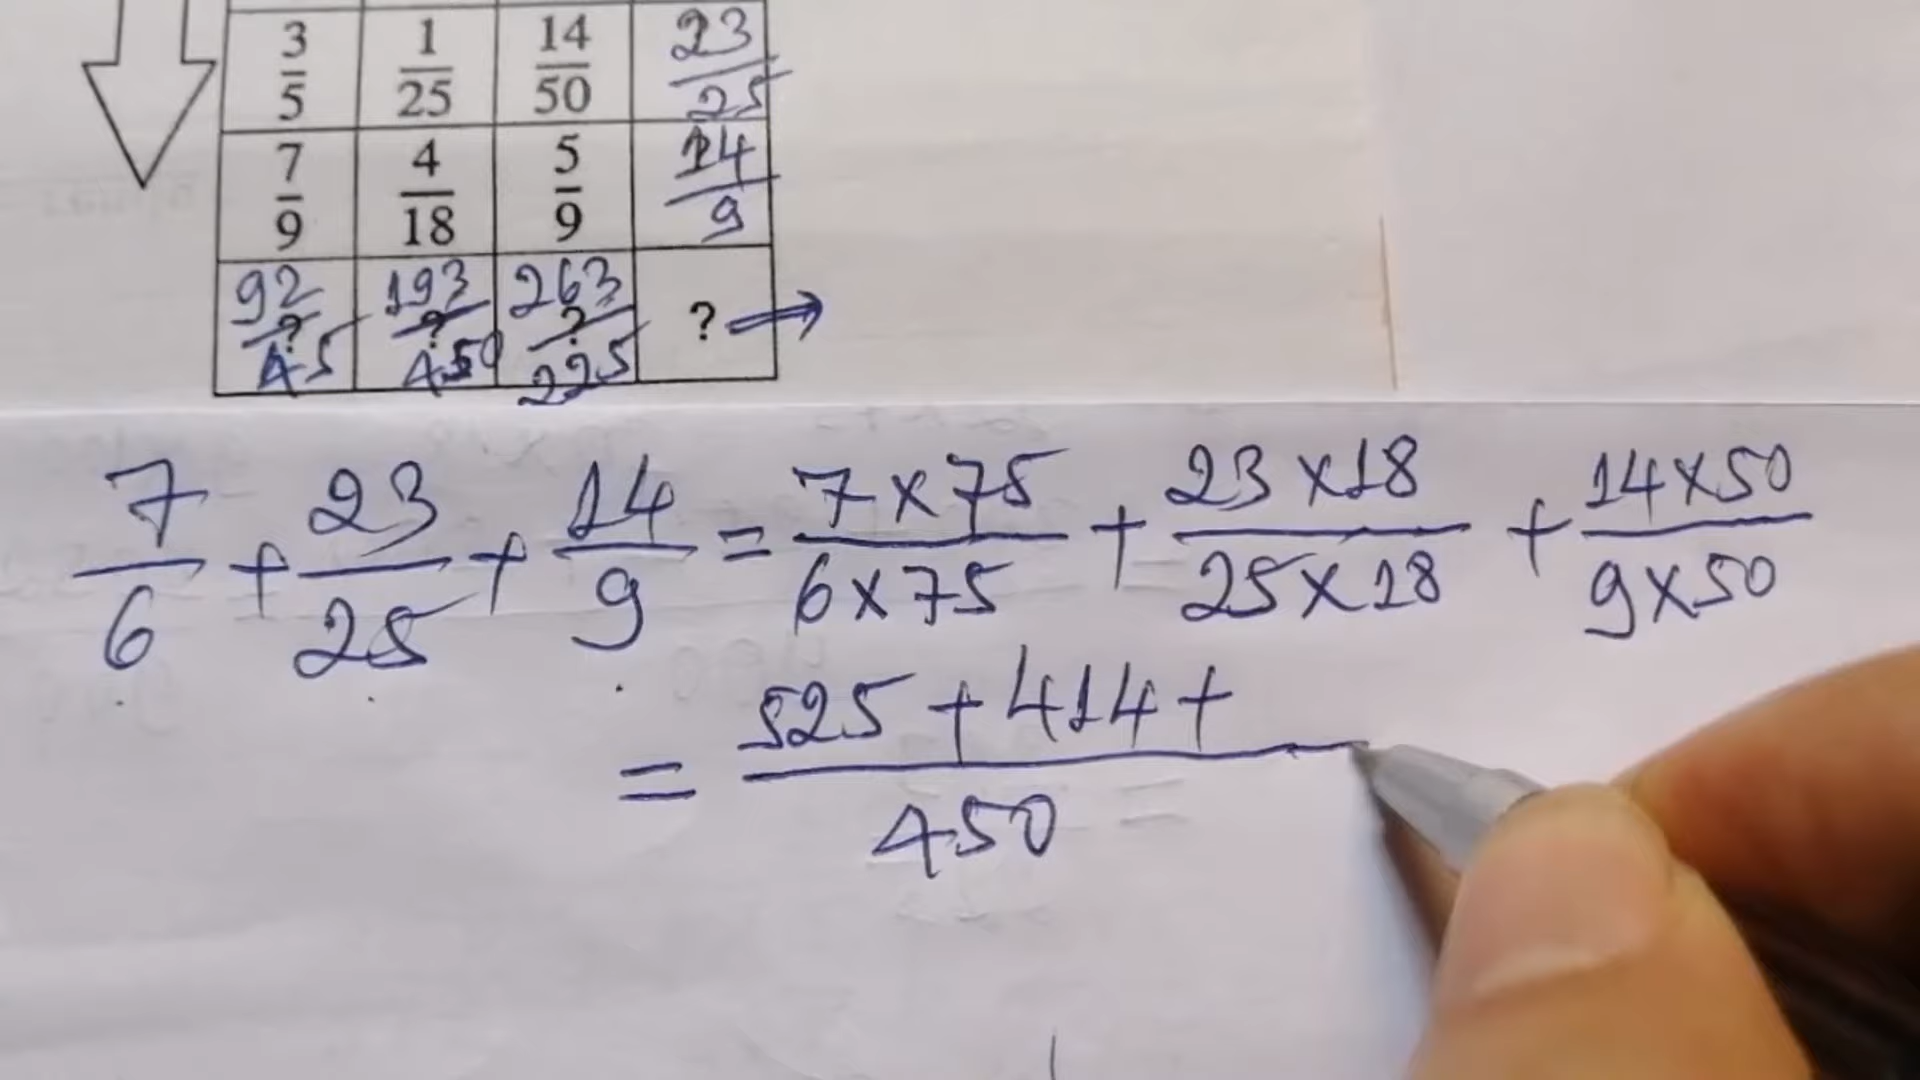 3/5 1/25 14/50 23/25
7/9 4/18 5/9 14/9
92/45 ? 193/450 ? 263/225 ? ?
7/6 + 23/25 + 14/9 = 7×75/6×75 + 23×18/25×18 + 14×50/9×50
= 525+414+/450